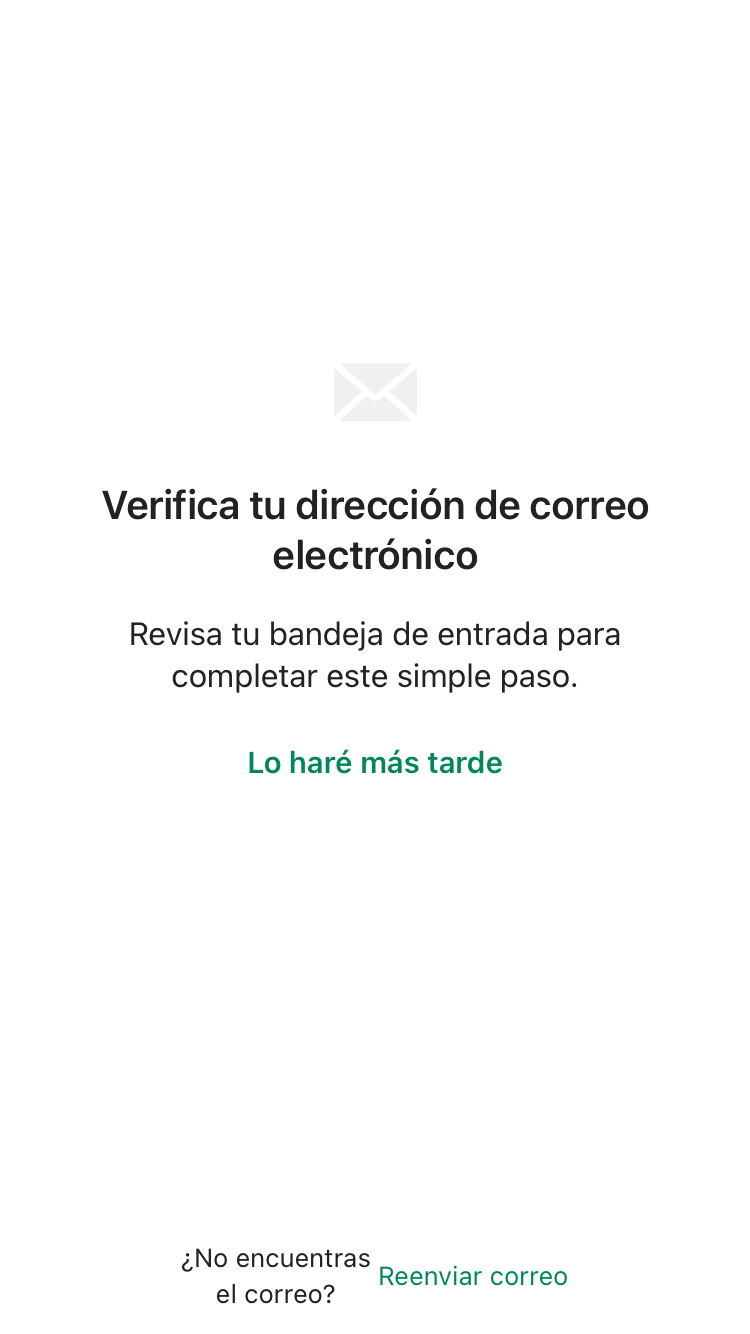 Verifica tu dirección de correo
electrónico
Revisa tu bandeja de entrada para
completar este simple paso.
Lo haré más tarde
¿No encuentras
el correo?
Reenviar correo